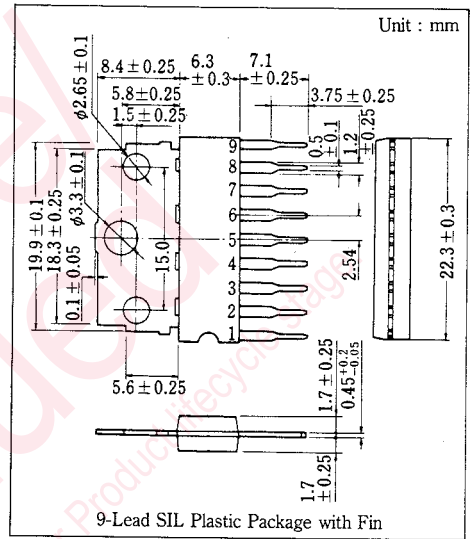 Unit : mm
8.4 ± 0.25
6.3
± 0.3
7.1
± 0.25
φ2.65 ± 0.1
5.8±0.25
1.5±0.25
3.75 ± 0.25
0.5
± 0.1
1.2
± 0.25
9
8
7
6
5
4
3
2
1
19.9 ± 0.1
18.3 ± 0.25
φ3.3 ± 0.1
0.1 ± 0.05
15.0
2.54
22.3 ± 0.3
5.6 ± 0.25
1.7 ± 0.25
0.45 +0.2 -0.05
1.7
± 0.25
9-Lead SIL Plastic Package with Fin
Product lifecycle stage